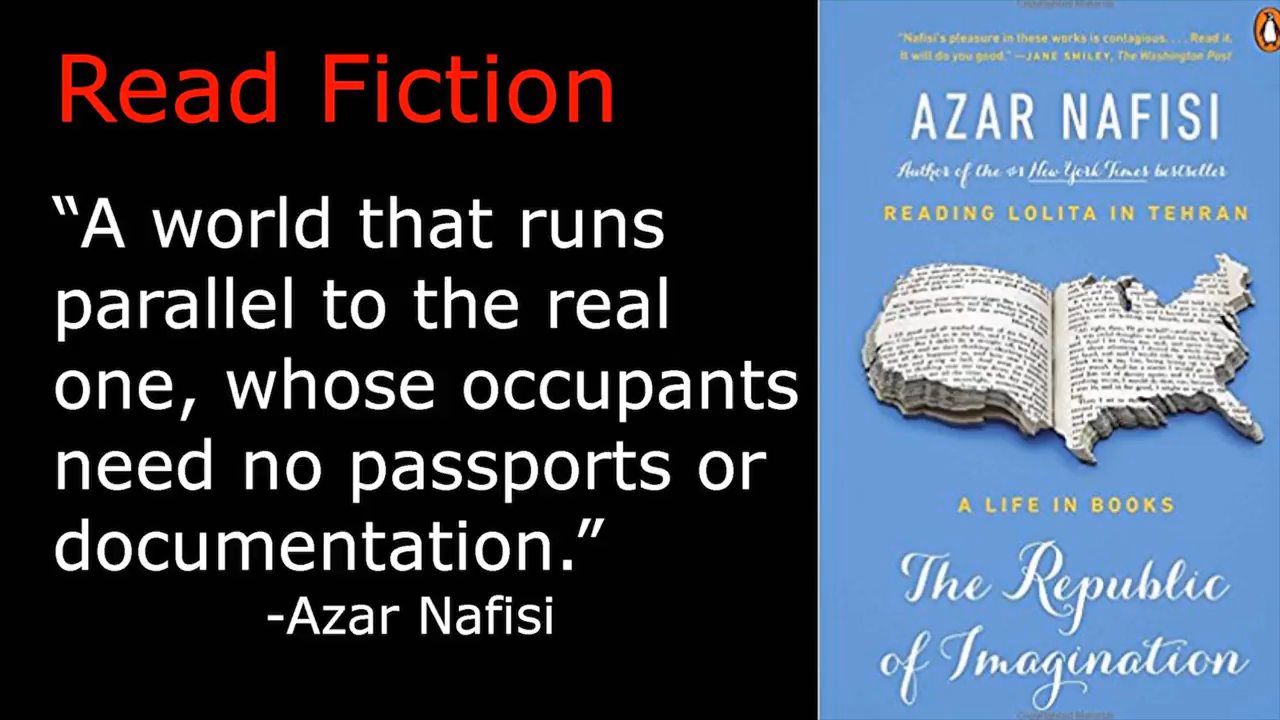 Read Fiction
“A world that runs
parallel to the real
one, whose occupants
need no passports or
documentation.”
-Azar Nafisi
"Nafisi's pleasure in these works is contagious. . . . Read it.
It will do you good." —JANE SMILEY, The Washington Post
AZAR NAFISI
Author of the #1 New York Times bestseller
READING LOLITA IN TEHRAN
A LIFE IN BOOKS
The Republic
of Imagination